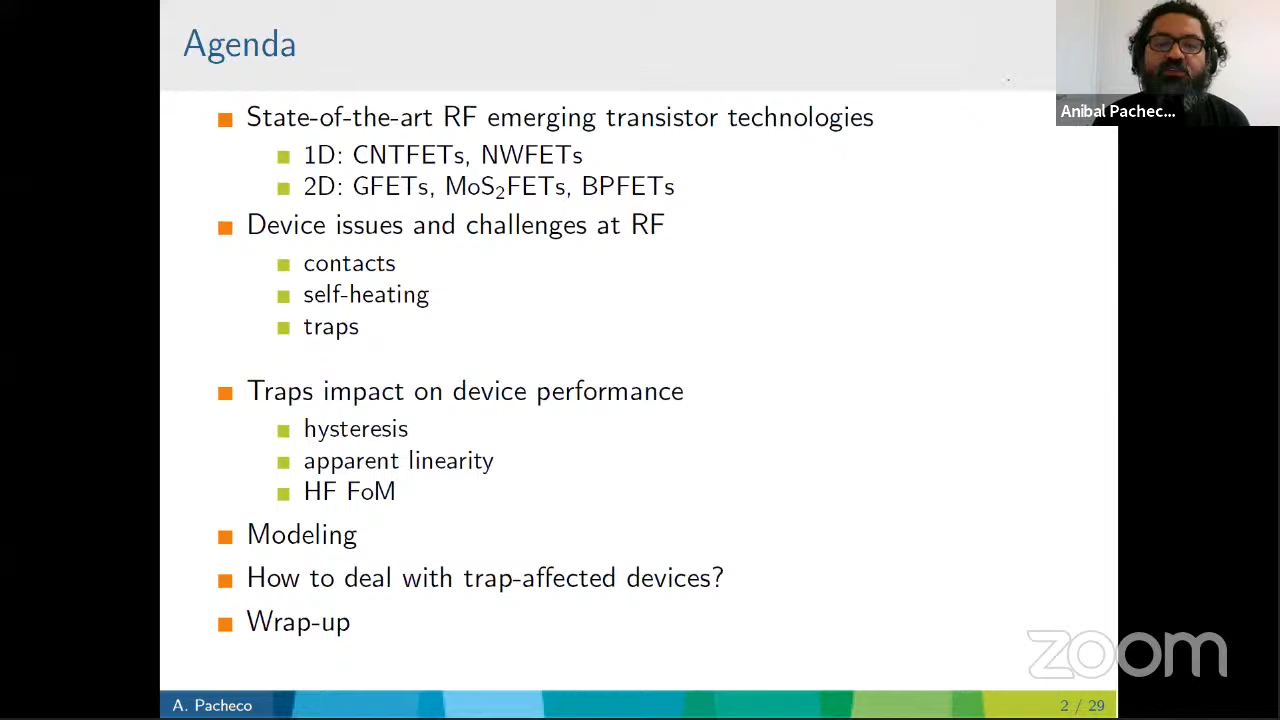 Agenda
Anibal Pachec...
State-of-the-art RF emerging transistor technologies
1D: CNTFETs, NWFETs
2D: GFETs, MoS₂FETs, BPFETs
Device issues and challenges at RF
contacts
self-heating
traps
Traps impact on device performance
hysteresis
apparent linearity
HF FoM
Modeling
How to deal with trap-affected devices?
Wrap-up
zoom
A. Pacheco
2 / 29